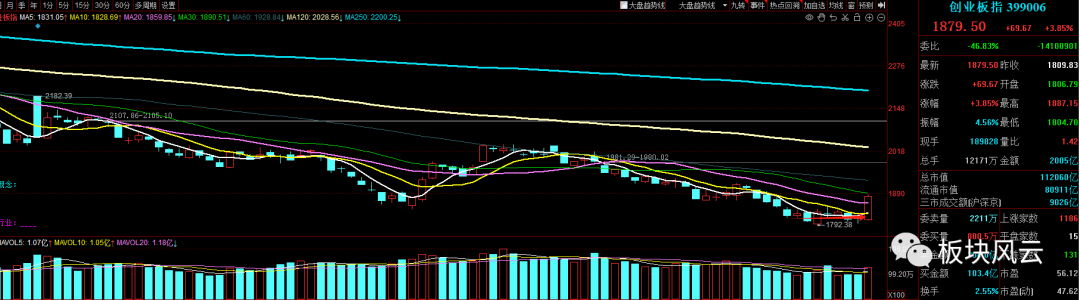 月 季 年 1分 5分 15分 30分 60分 多周期 设置
大盘趋势线 大盘趋势线 九转 事件 热点回溯 加自选 均线 窗 预测
MA5: 1831.05↑ MA10: 1828.69↑ MA20: 1859.85↓ MA30: 1890.51↓ MA60: 1928.84↓ MA120: 2028.56↓ MA250: 2200.25↓
2405
2276
2182.39
2148
2107.86-2105.10
2018
1981.29-1980.02
1890
1792.38
MAVOL5: 1.07亿↑ MAVOL10: 1.05亿↑ MAVOL20: 1.18亿↓
99.20万
X100
创业板指 399006
1879.50 +69.67 +3.85%
委比 -46.83% -14108901
最新 1879.50 昨收 1809.83
涨跌 +69.67 开盘 1806.79
涨幅 +3.85% 最高 1887.15
振幅 4.56% 最低 1804.70
现手 189828 量比 1.42
总手 12171万 金额 2005亿
总市值 112060亿
流通市值 80911亿
三市成交额(沪深京) 9026亿
委卖量 2211万 上涨家数 1186
委买量 800.5万 平盘家数 15
131
买金额 103.4亿 市盈 56.12
换手 2.55% 市盈(动) 47.62
板块风云